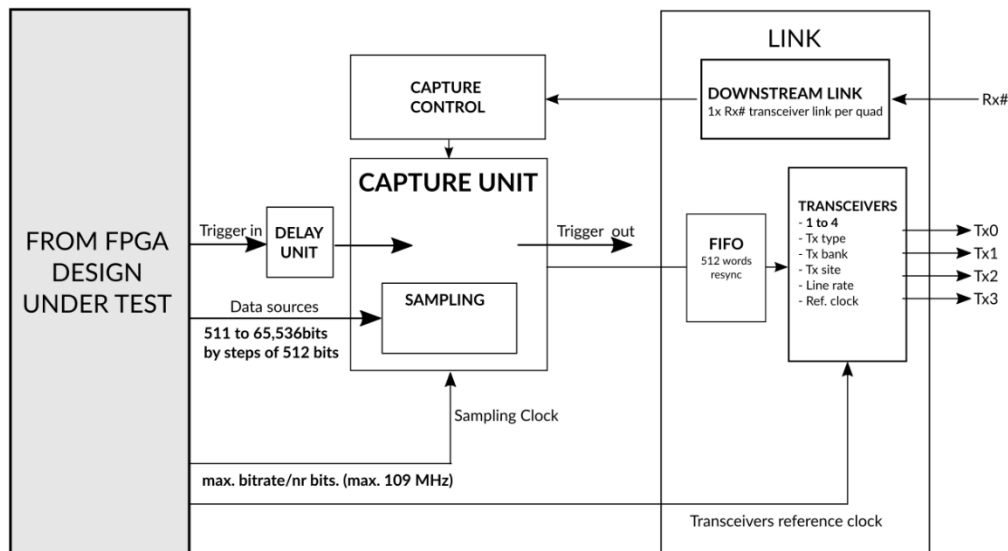 LINK
CAPTURE
CONTROL
DOWNSTREAM LINK
1x Rx# transceiver link per quad
Rx#
CAPTURE UNIT
FROM FPGA
DESIGN
UNDER TEST
Trigger in
DELAY
UNIT
Trigger out
FIFO
512 words
resync
TRANSCEIVERS
- 1 to 4
- Tx type
- Tx bank
- Tx site
- Line rate
- Ref. clock
Tx0
Tx1
Tx2
Tx3
Data sources
511 to 65,536bits
by steps of 512 bits
SAMPLING
Sampling Clock
max. bitrate/nr bits. (max. 109 MHz)
Transceivers reference clock